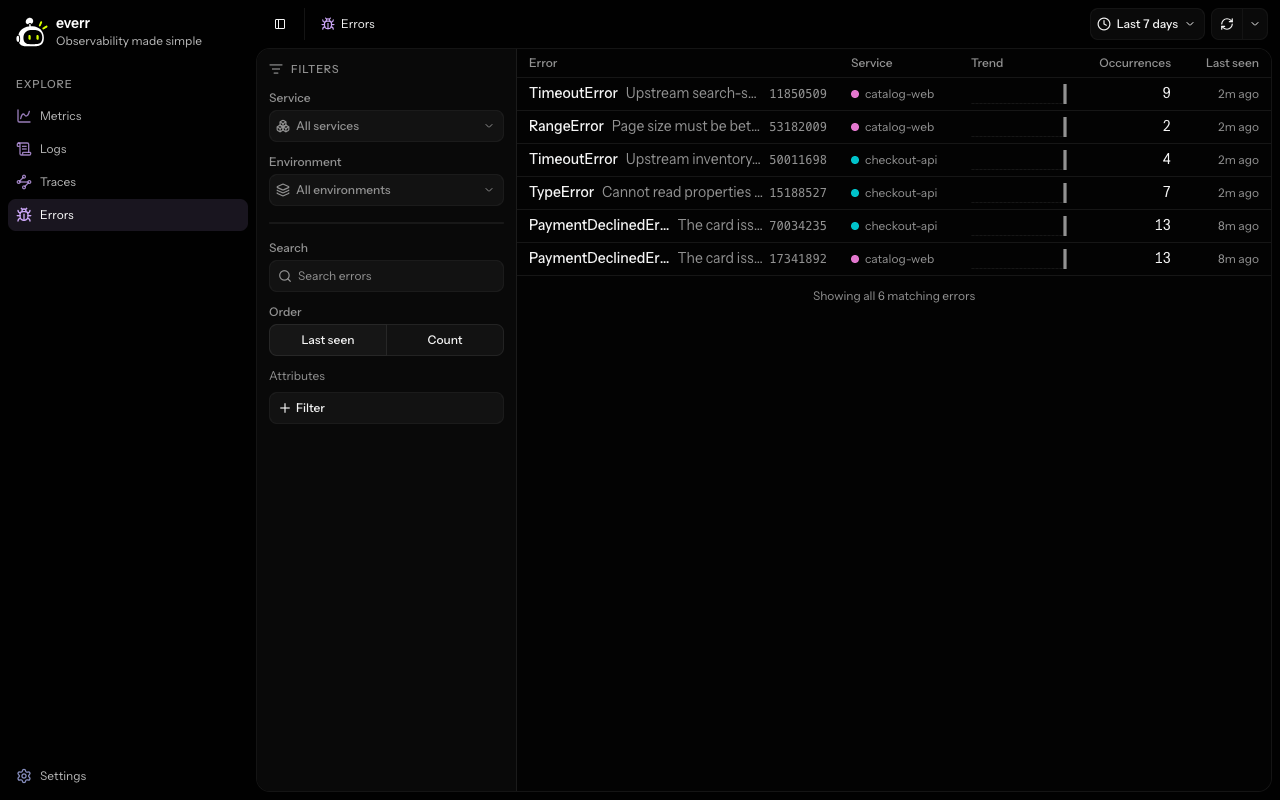 everr
Observability made simple
EXPLORE
Metrics
Logs
Traces
Errors
Settings
Errors
Last 7 days
FILTERS
Service
All services
Environment
All environments
Search
Search errors
Order
Last seen Count
Attributes
Filter
Error Service Trend Occurrences Last seen
TimeoutError Upstream search-s... 11850509 catalog-web 9 2m ago
RangeError Page size must be bet... 53182009 catalog-web 2 2m ago
TimeoutError Upstream inventory... 50011698 checkout-api 4 2m ago
TypeError Cannot read properties ... 15188527 checkout-api 7 2m ago
PaymentDeclinedEr... The card iss... 70034235 checkout-api 13 8m ago
PaymentDeclinedEr... The card iss... 17341892 catalog-web 13 8m ago
Showing all 6 matching errors